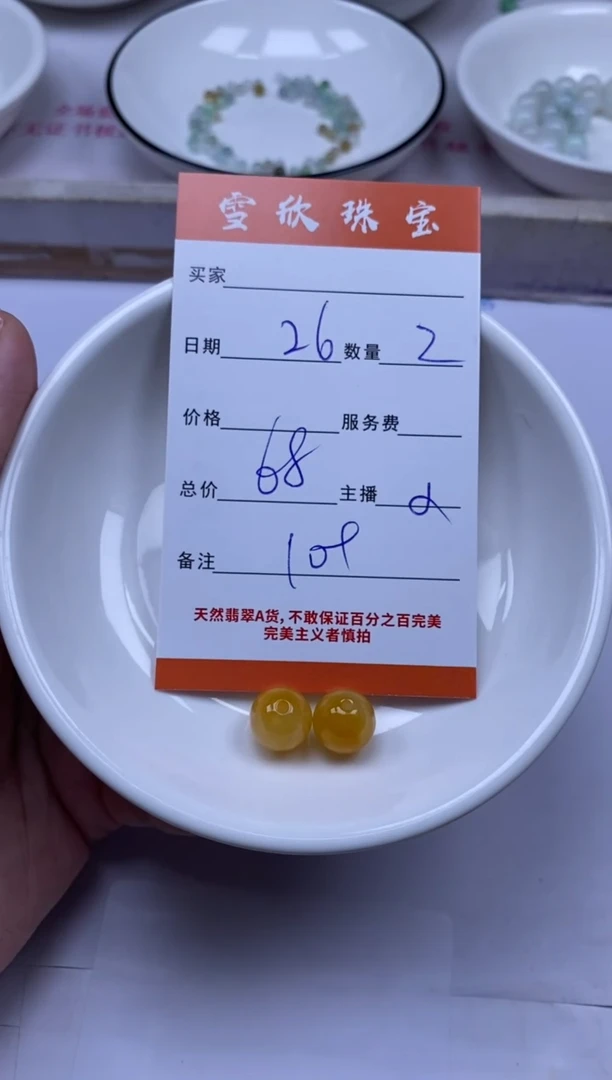 雪欣珠宝
买家
日期 26 数量 2
价格 服务费
总价 68 主播
备注
天然翡翠A货,不敢保证百分之百完美
完美主义者慎拍